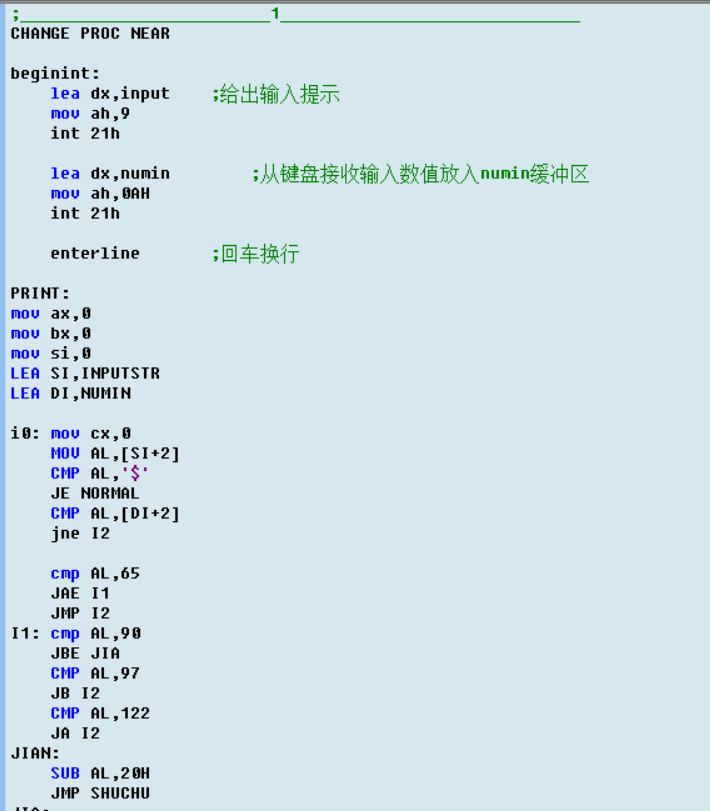 ;_________________________1______________________________
CHANGE PROC NEAR
beginint:
lea dx,input ;给出输入提示
mov ah,9
int 21h
lea dx,numin ;从键盘接收输入数值放入numin缓冲区
mov ah,0AH
int 21h
enterline ;回车换行
PRINT:
mov ax,0
mov bx,0
mov si,0
LEA SI,INPUTSTR
LEA DI,NUMIN
i0: mov cx,0
MOV AL,[SI+2]
CMP AL,'$'
JE NORMAL
CMP AL,[DI+2]
jne I2
cmp AL,65
JAE I1
JMP I2
I1: cmp AL,90
JBE JIA
CMP AL,97
JB I2
CMP AL,122
JA I2
JIAN:
SUB AL,20H
JMP SHUCHU